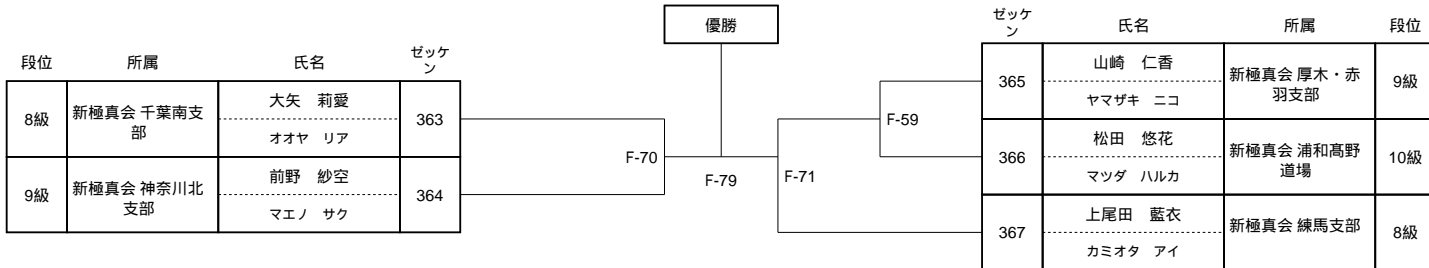 優勝
段位 所属 氏名 ゼッケ
ン
8級 新極真会 千葉南支
部 大矢 莉愛
オオヤ リア 363
9級 新極真会 神奈川北
支部 前野 紗空
マエノ サク 364
F-70
F-79
F-71
F-59
ゼッケ
ン 氏名 所属 段位
365 山崎 仁香
ヤマザキ ニコ 新極真会 厚木・赤
羽支部 9級
366 松田 悠花
マツダ ハルカ 新極真会 浦和髙野
道場 10級
367 上尾田 藍衣
カミオタ アイ 新極真会 練馬支部 8級